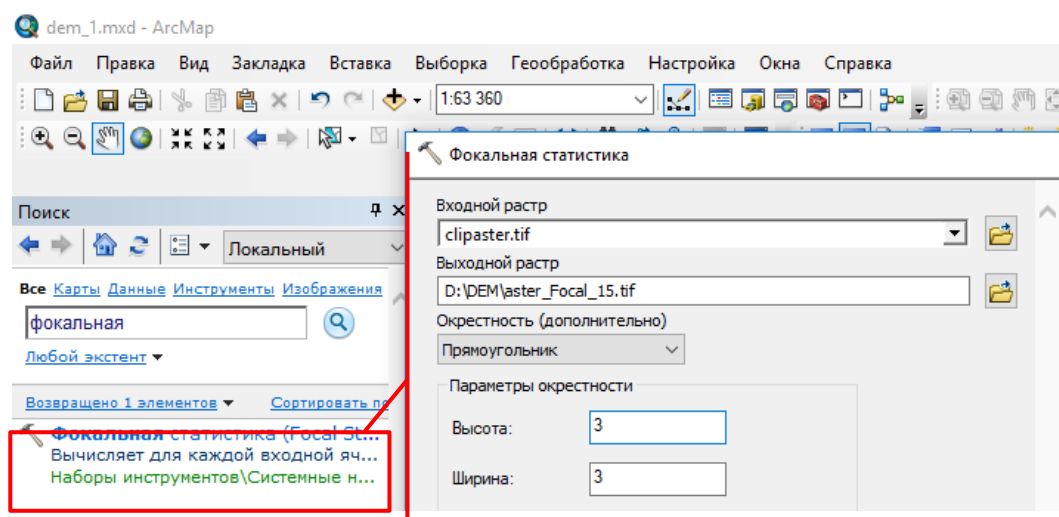 dem_1.mxd - ArcMap
Файл Правка Вид Закладка Вставка Выборка Геообработка Настройка Окна Справка
1:63 360
Фокальная статистика
Поиск
Локальный
Все Карты Данные Инструменты Изображения
фокальная
Любой экстент
Возвращено 1 элементов Сортировать по
Фокальная статистика (Focal St...
Вычисляет для каждой входной яч...
Наборы инструментов\Системные н...
Входной растр
clipaster.tif
Выходной растр
D:\DEM\aster_Focal_15.tif
Окрестность (дополнительно)
Прямоугольник
Параметры окрестности
Высота: 3
Ширина: 3